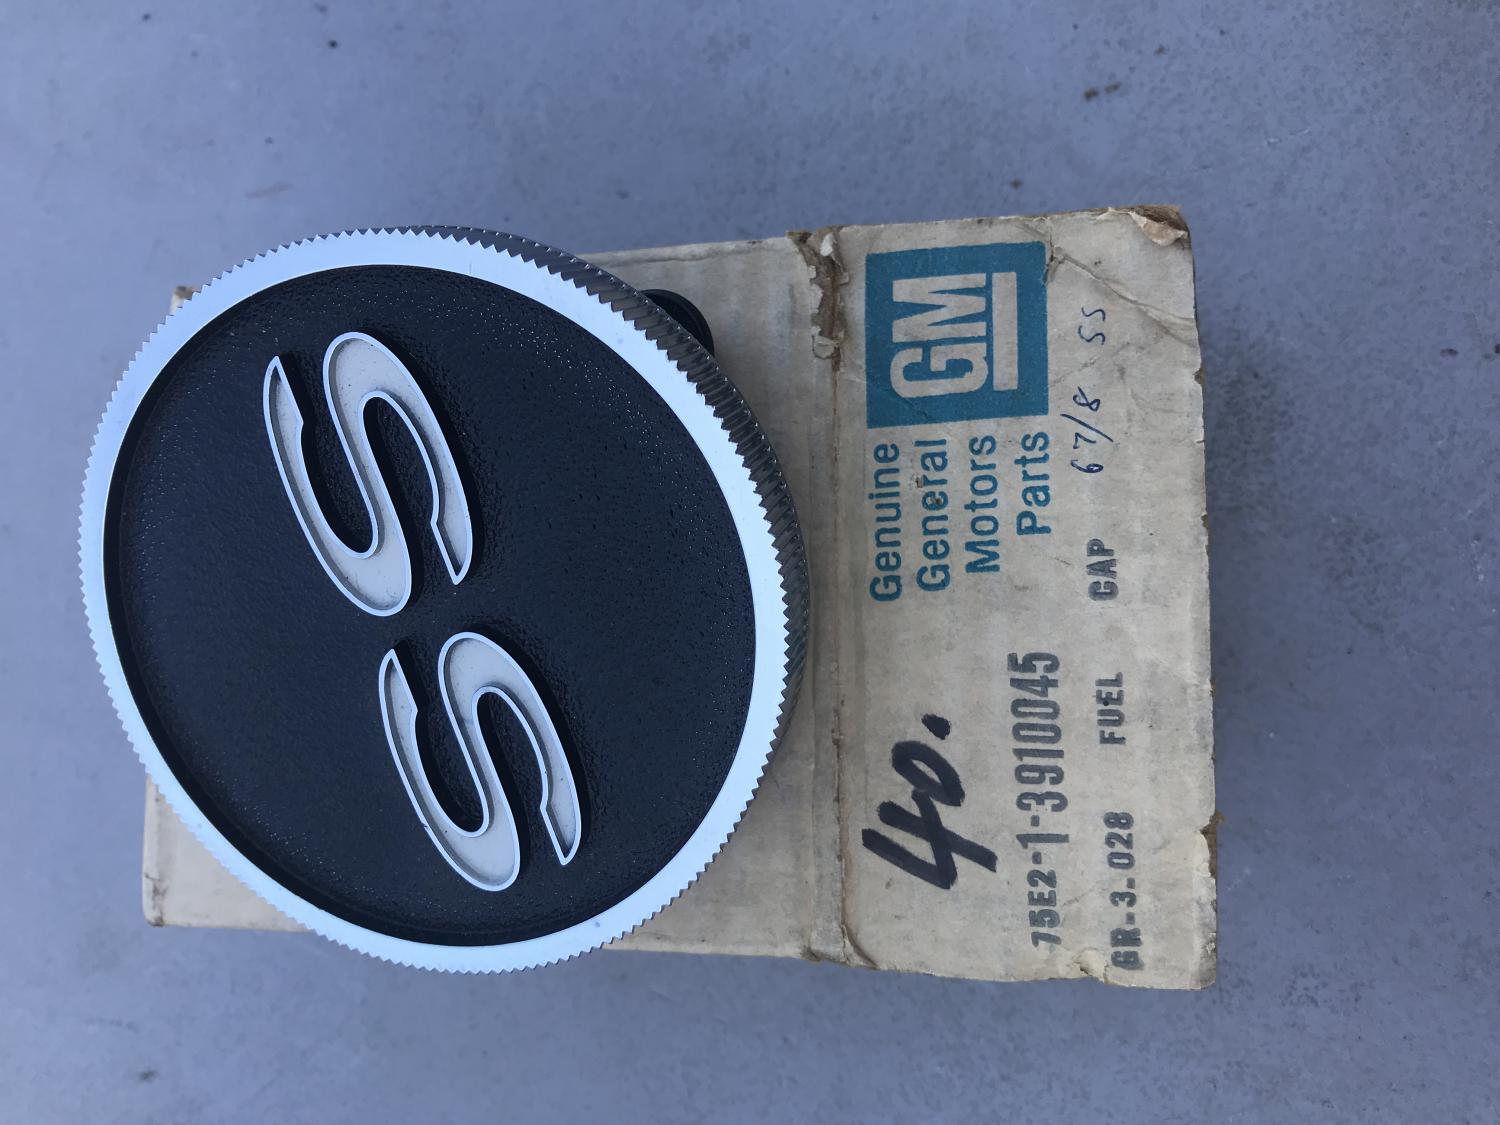 SS
GM
Genuine
General
Motors
Parts
67/8 SS
40.
75E2-1-3910045
GR-3.028 FUEL CAP